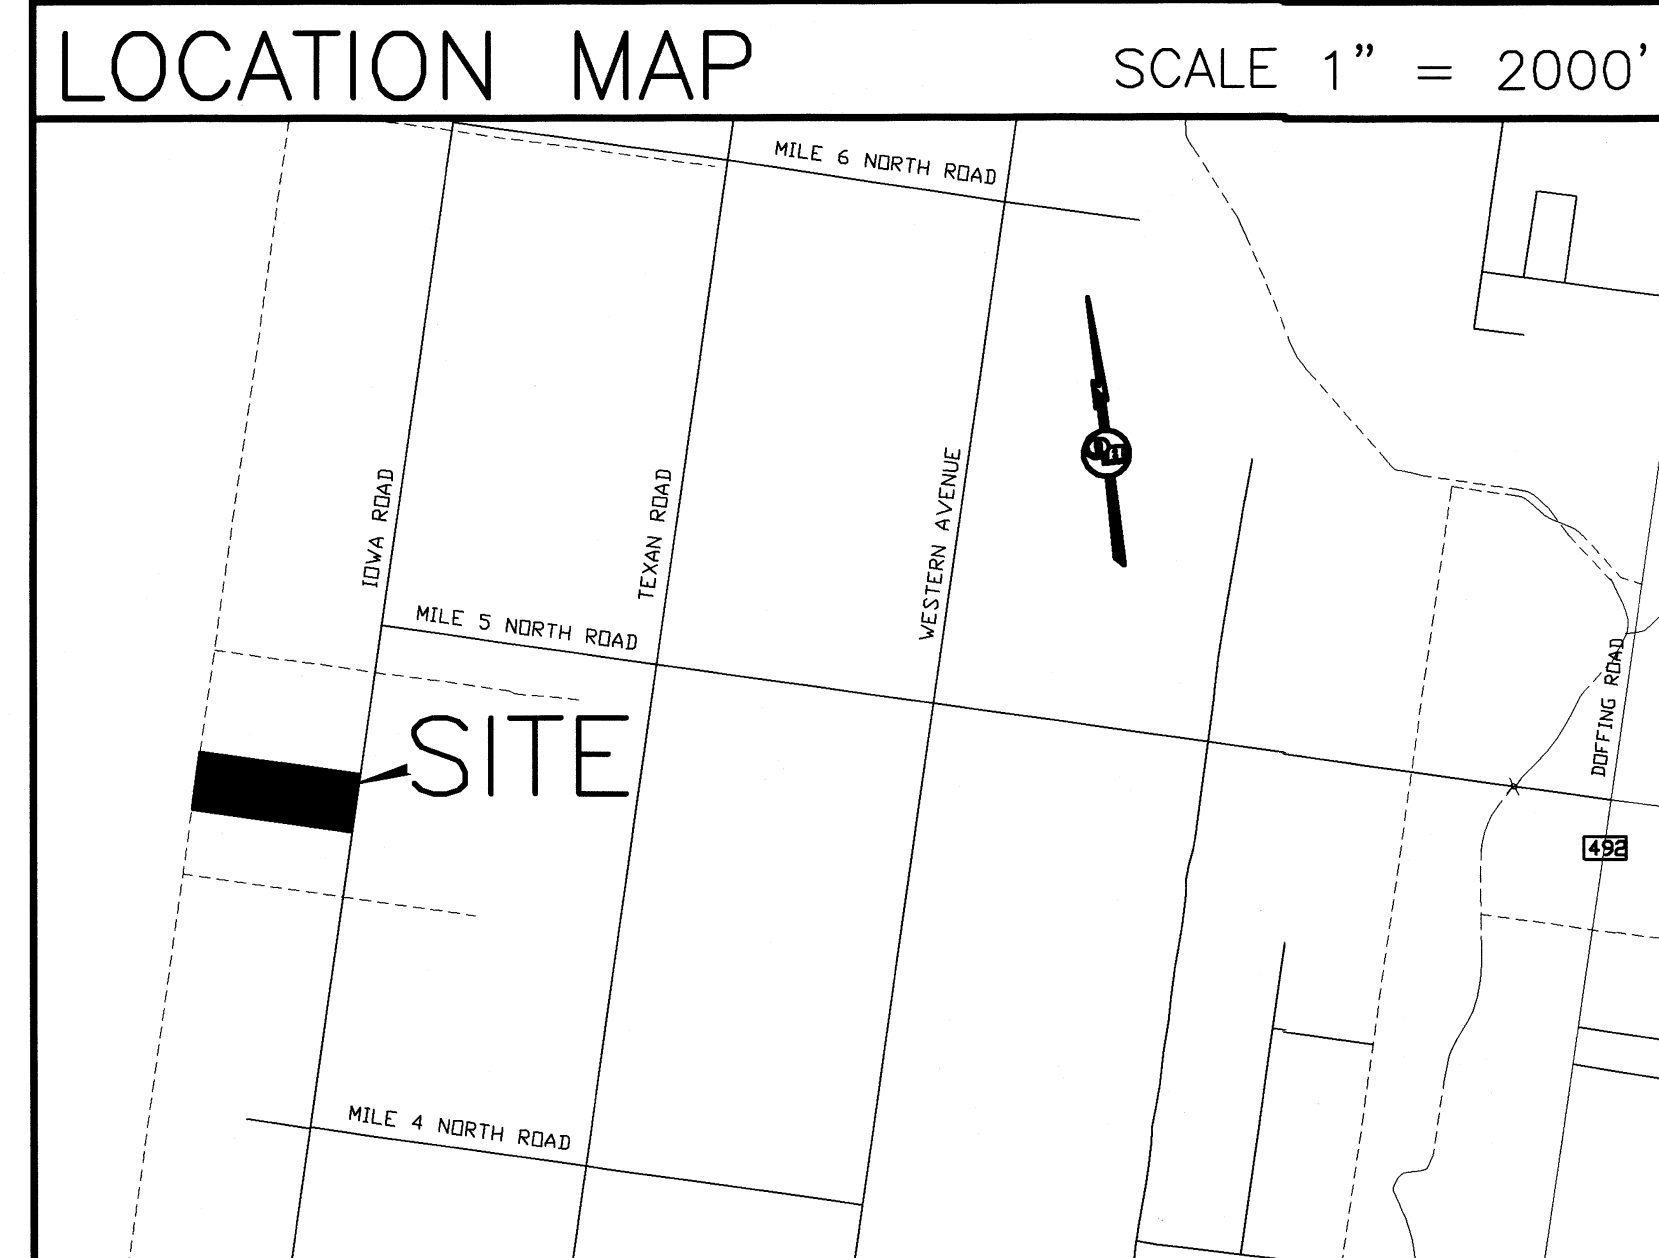 LOCATION MAP
SCALE 1" = 2000'
MILE 6 NORTH ROAD
IOWA ROAD
TEXAN ROAD
WESTERN AVENUE
MILE 5 NORTH ROAD
DOFFING ROAD
SITE
492
MILE 4 NORTH ROAD